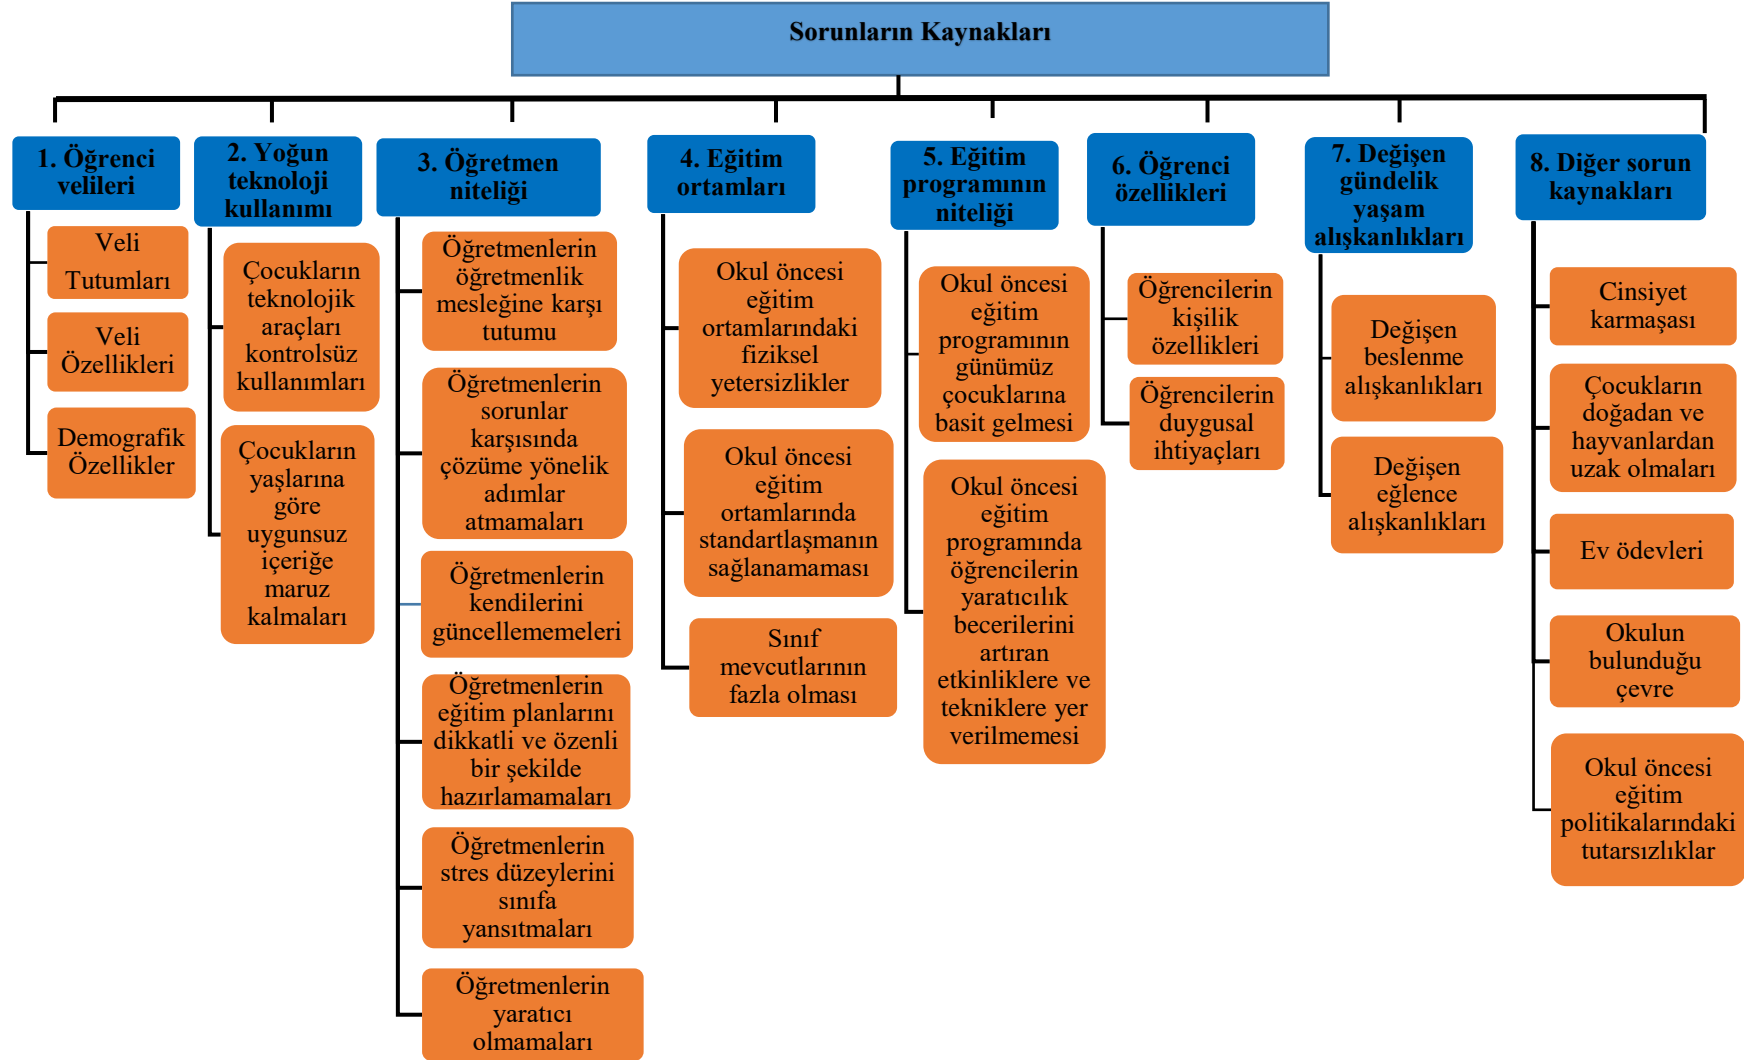 Sorunların Kaynakları
1. Öğrenci
velileri
Veli
Tutumları
Veli
Özellikleri
Demografik
Özellikler
2. Yoğun
teknoloji
kullanımı
Çocukların
teknolojik
araçları
kontrolsüz
kullanımları
Çocukların
yaşlarına
göre
uygunsuz
içeriğe
maruz
kalmaları
3. Öğretmen
niteliği
Öğretmenlerin
öğretmenlik
mesleğine karşı
tutumu
Öğretmenlerin
sorunlar
karşısında
çözüme yönelik
adımlar
atmamaları
Öğretmenlerin
kendilerini
güncellememeleri
Öğretmenlerin
eğitim planlarını
dikkatli ve özenli
bir şekilde
hazırlamamaları
Öğretmenlerin
stres düzeylerini
sınıfa
yansıtmaları
Öğretmenlerin
yaratıcı
olmamaları
4. Eğitim
ortamları
Okul öncesi
eğitim
ortamlarındaki
fiziksel
yetersizlikler
Okul öncesi
eğitim
ortamlarında
standartlaşmanın
sağlanamaması
Sınıf
mevcutlarının
fazla olması
5. Eğitim
programının
niteliği
Okul öncesi
eğitim
programının
günümüz
çocuklarına
basit gelmesi
Okul öncesi
eğitim
programında
öğrencilerin
yaratıcılık
becerilerini
artıran
etkinliklere ve
tekniklere yer
verilmemesi
6. Öğrenci
özellikleri
Öğrencilerin
kişilik
özellikleri
Öğrencilerin
duygusal
ihtiyaçları
7. Değişen
gündelik
yaşam
alışkanlıkları
Değişen
beslenme
alışkanlıkları
Değişen
eğlence
alışkanlıkları
8. Diğer sorun
kaynakları
Cinsiyet
karmaşası
Çocukların
doğadan ve
hayvanlardan
uzak olmaları
Ev ödevleri
Okulun
bulunduğu
çevre
Okul öncesi
eğitim
politikalarındaki
tutarsızlıklar